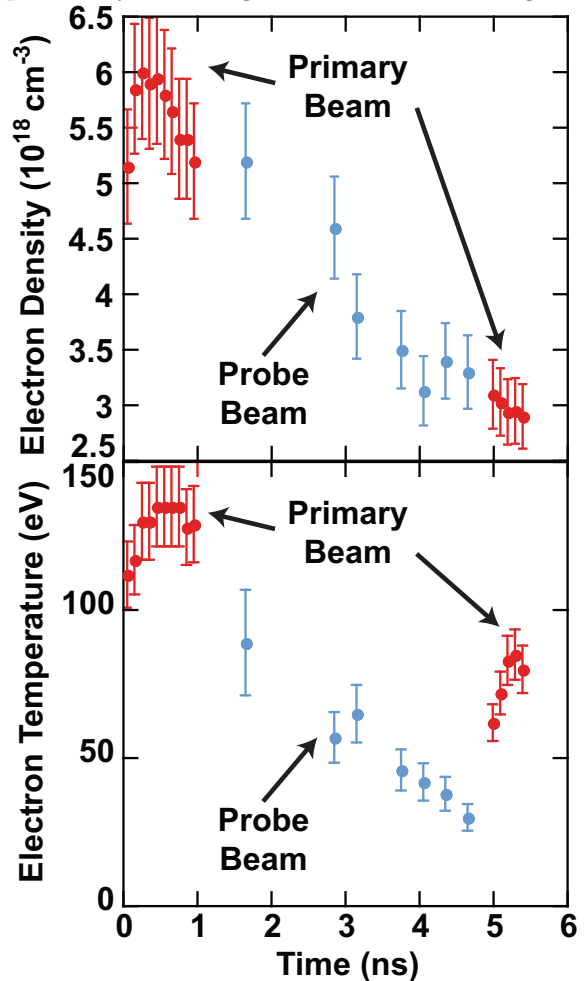 6.5
6
5.5
5
4.5
4
3.5
3
2.5
Electron Density (10¹⁸ cm⁻³)
Primary
Beam
Probe
Beam
150
100
50
0
Electron Temperature (eV)
Primary
Beam
Probe
Beam
0 1 2 3 4 5 6
Time (ns)